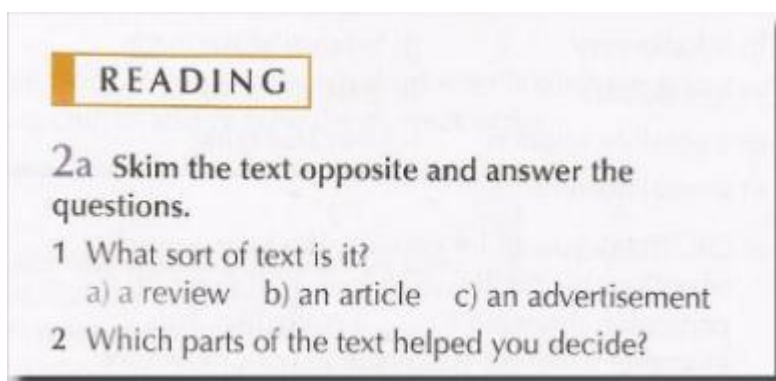 READING
2a Skim the text opposite and answer the
questions.
1 What sort of text is it?
a) a review b) an article c) an advertisement
2 Which parts of the text helped you decide?